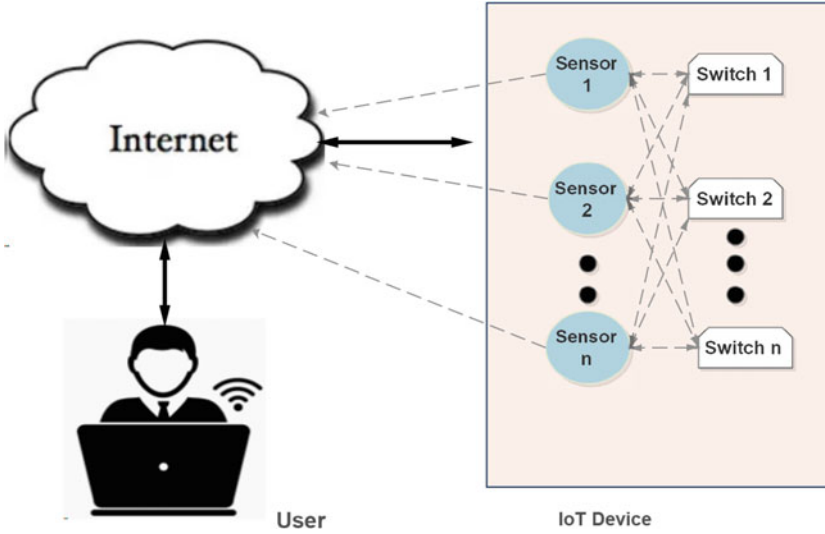 Internet
Sensor
1
Switch 1
Sensor
2
Switch 2
Sensor
n
Switch n
User
IoT Device